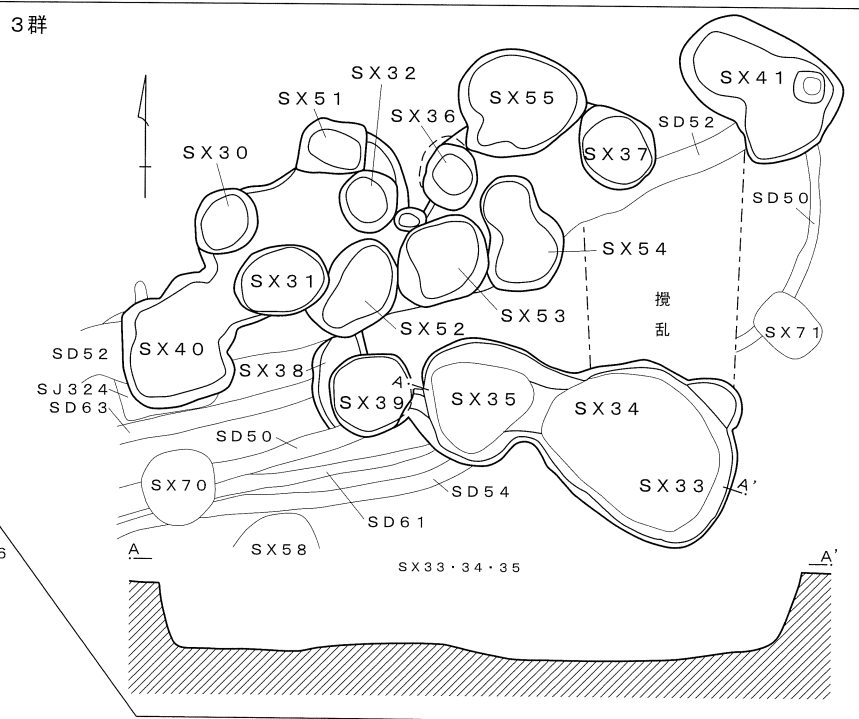 3群
SX32
SX41
SX51
SX55
SX36
SD52
SX37
SX30
SD50
SX54
SX31
攪乱
SX53
SX52
SX71
SX40
SD52
SX38
A
SJ324
SX39
SX35
SX34
SD63
SD50
SX70
SX33
A'
SD54
SD61
SX58
A
A'
6
SX33・34・35